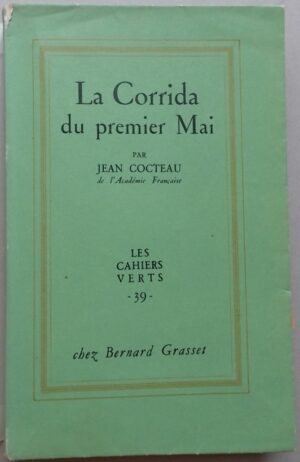 La Corrida
du premier Mai
PAR
JEAN COCTEAU
de l'Académie Française
LES
CAHIERS
VERTS
- 39 -
chez Bernard Grasset